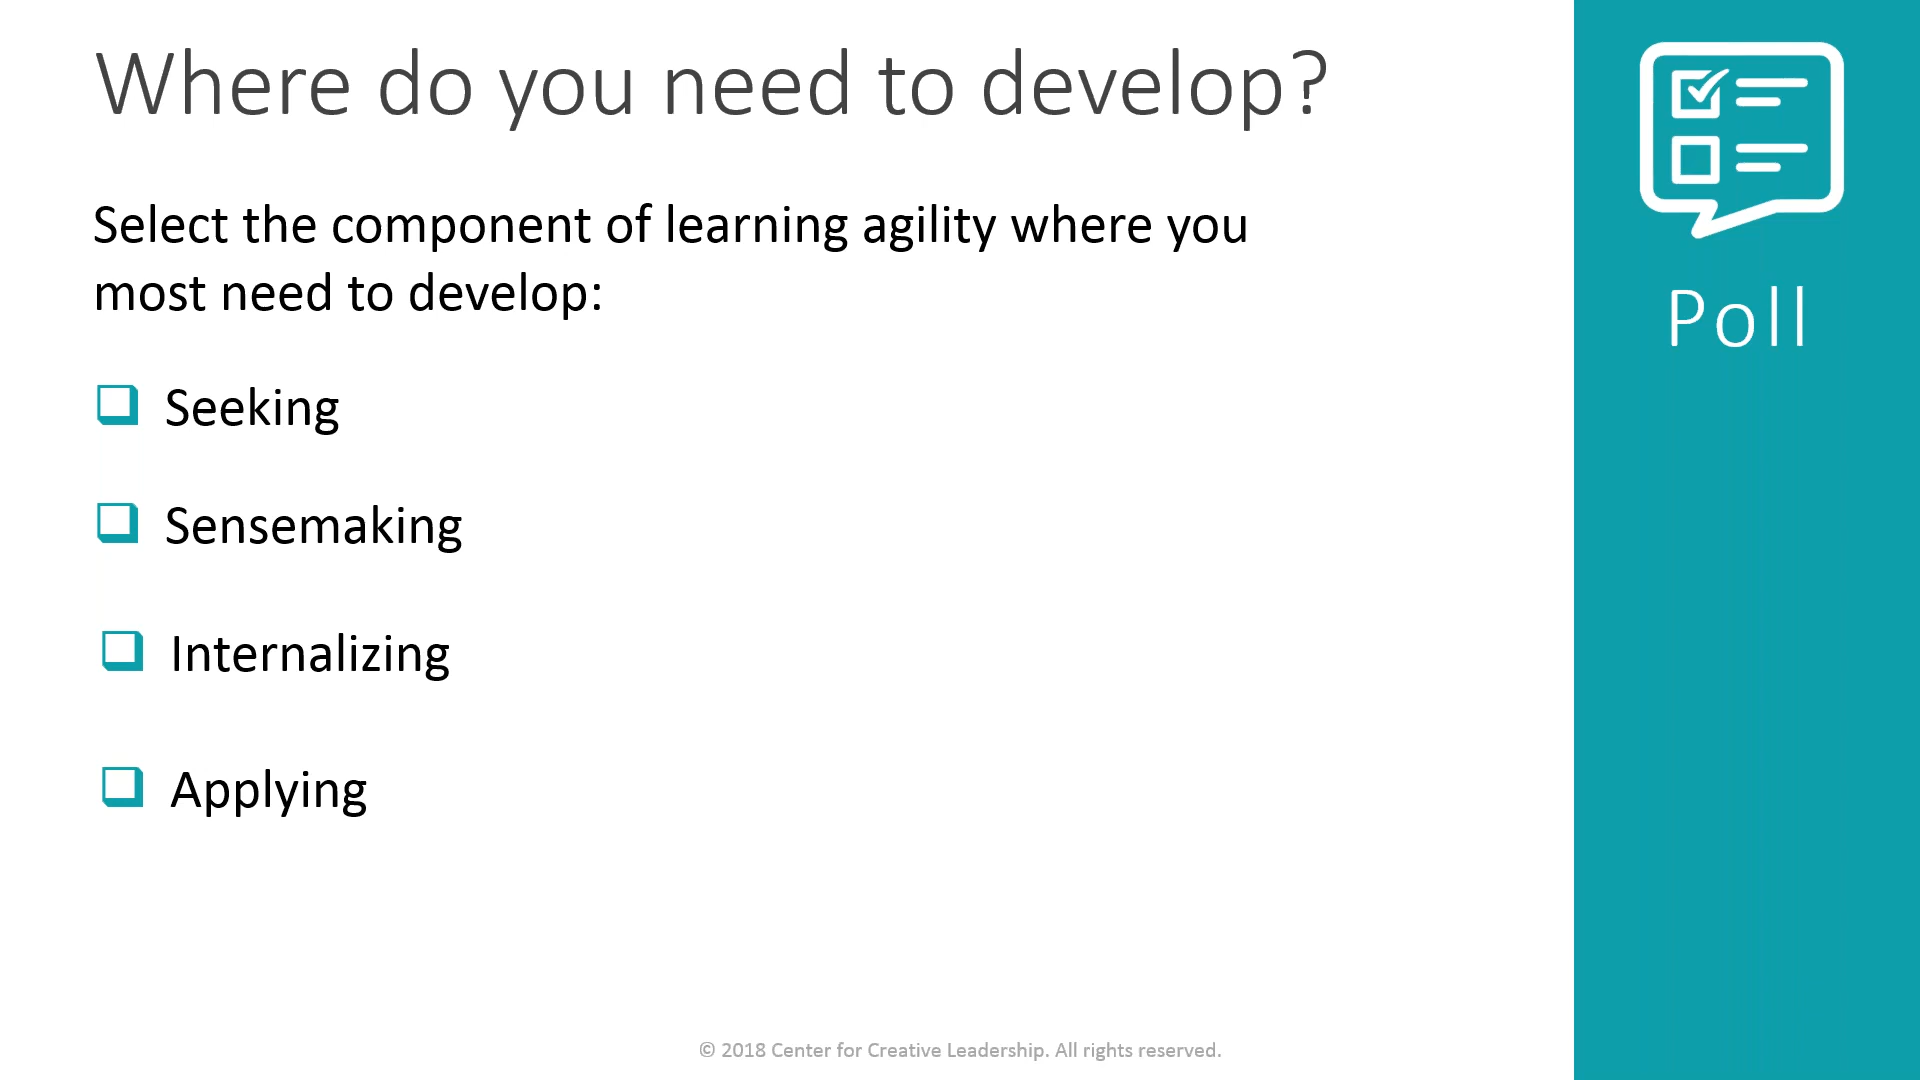 Where do you need to develop?
Select the component of learning agility where you
most need to develop:
Seeking
Sensemaking
Internalizing
Applying
Poll
© 2018 Center for Creative Leadership. All rights reserved.